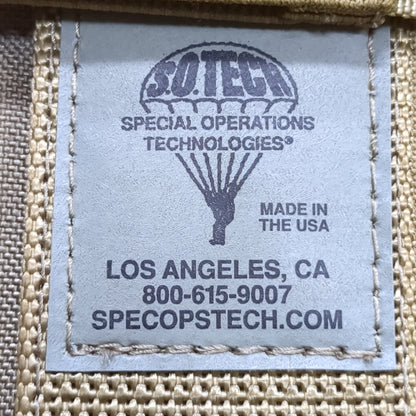 S.O.TECH
SPECIAL OPERATIONS
TECHNOLOGIES®
MADE IN
THE USA
LOS ANGELES, CA
800-615-9007
SPECOPSTECH.COM